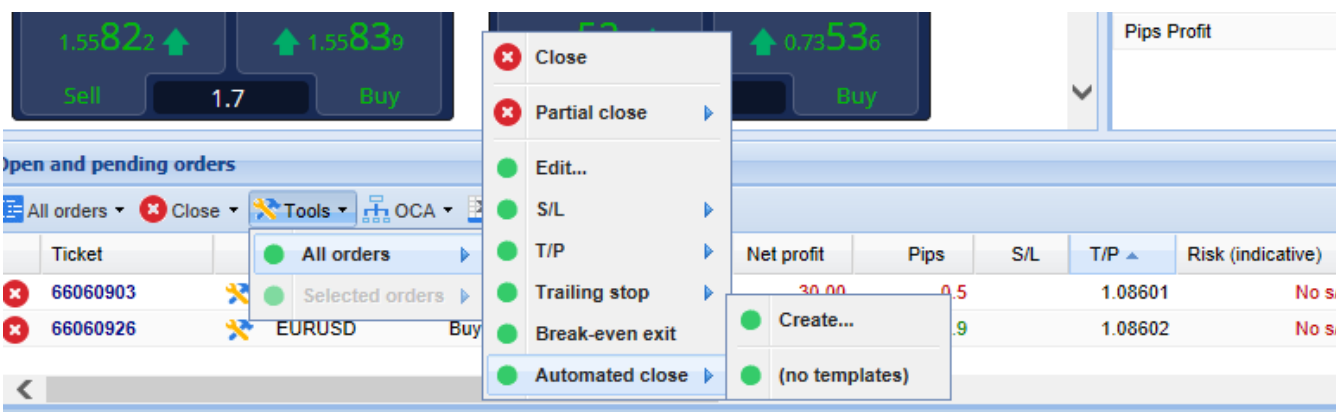 1.55822 1.55839 0.73536 Pips Profit
Close
Sell 1.7 Buy Buy
Partial close
Open and pending orders
Edit...
All orders Close Tools OCA S/L
Ticket All orders T/P Net profit Pips S/L T/P Risk (indicative)
66060903 Selected orders Trailing stop 30.00 0.5 1.08601 No
Create...
66060926 EURUSD Buy Break-even exit .9 1.08602 No
Automated close (no templates)